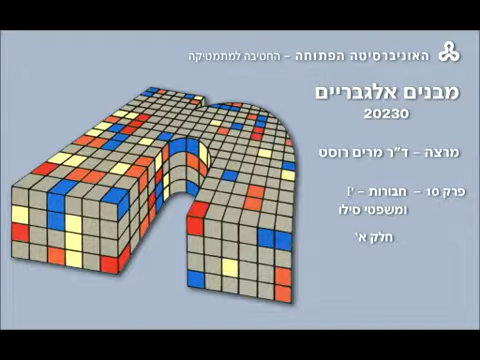 האוניברסיטה הפתוחה – החטיבה למתמטיקה
מבנים אלגבריים
20230
מרצה – ד"ר מרים רוסט
פרק 10 – חבורות – P
ומשפטי סילו
חלק א'